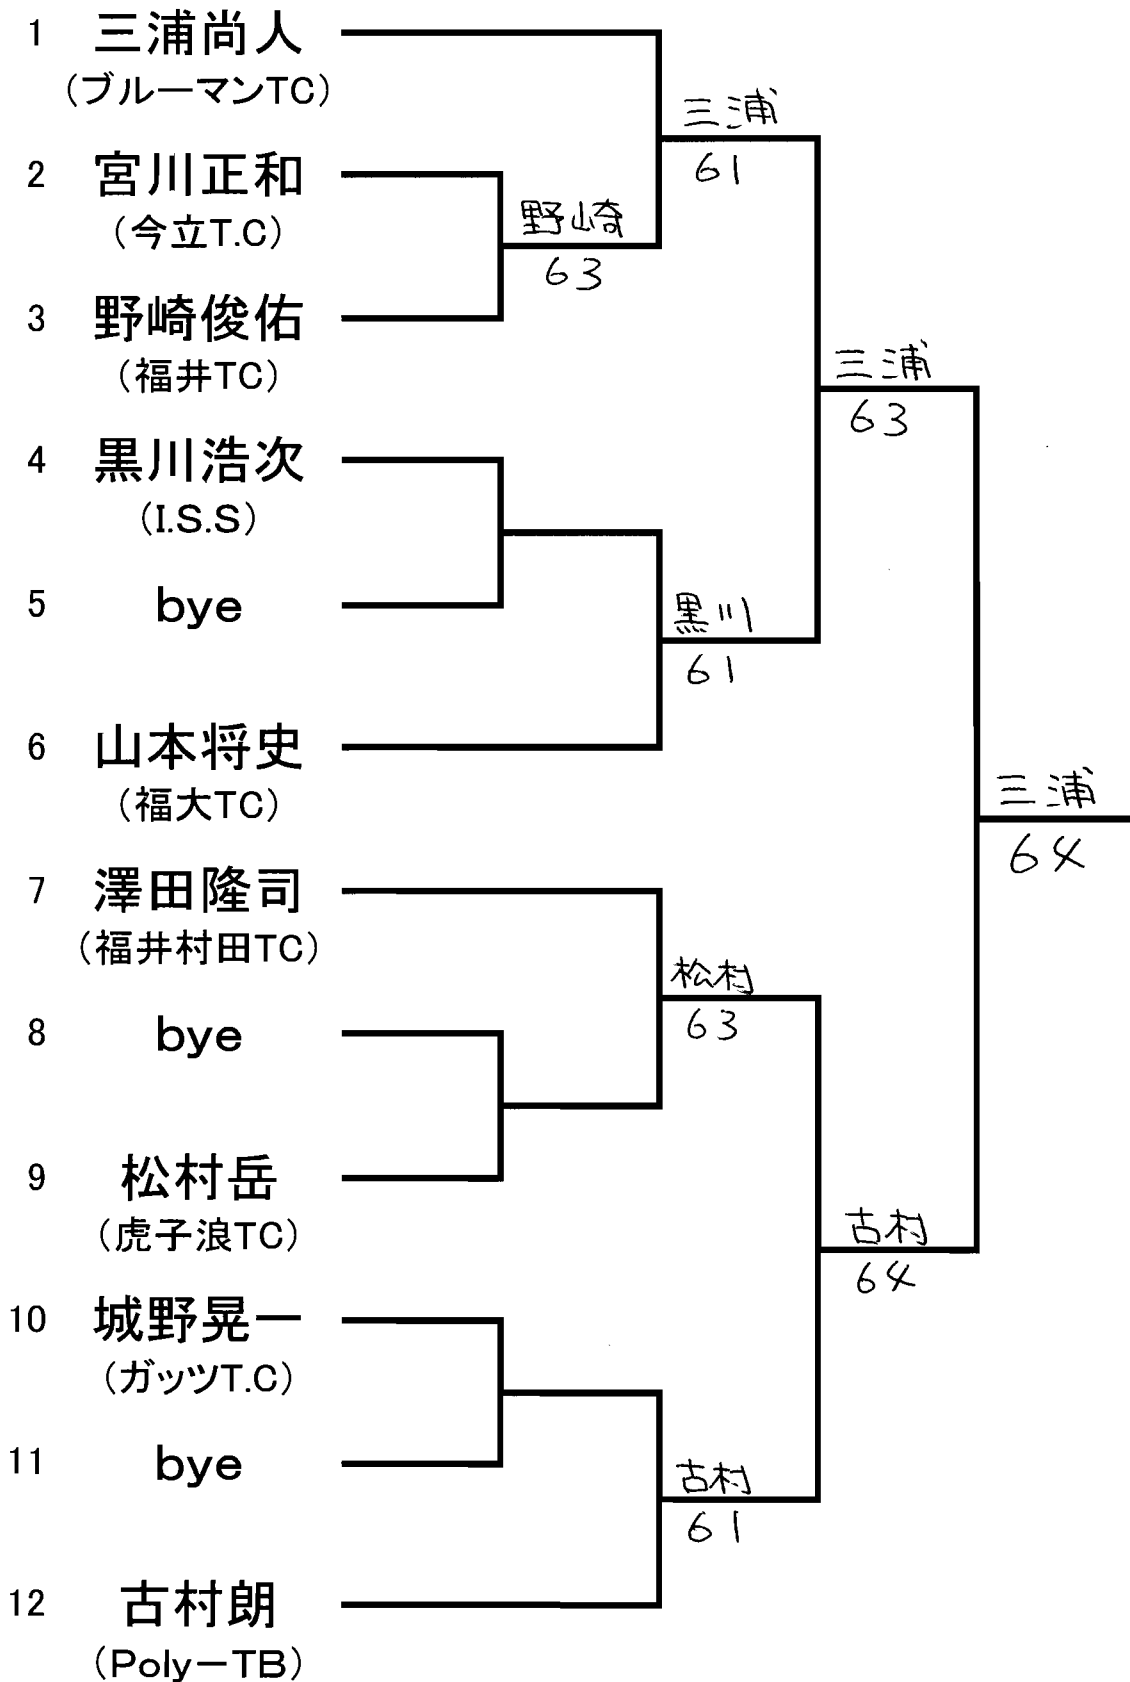 1 三浦尚人
(ブルーマンTC)
三浦
61
2 宮川正和
(今立T.C)
野崎
63
3 野崎俊佑
(福井TC)
三浦
63
4 黒川浩次
(I.S.S)
5 bye
黒川
61
6 山本将史
(福大TC)
三浦
64
7 澤田隆司
(福井村田TC)
松村
63
8 bye
9 松村岳
(虎子浪TC)
古村
64
10 城野晃一
(ガッツT.C)
11 bye
古村
61
12 古村朗
(Poly-TB)